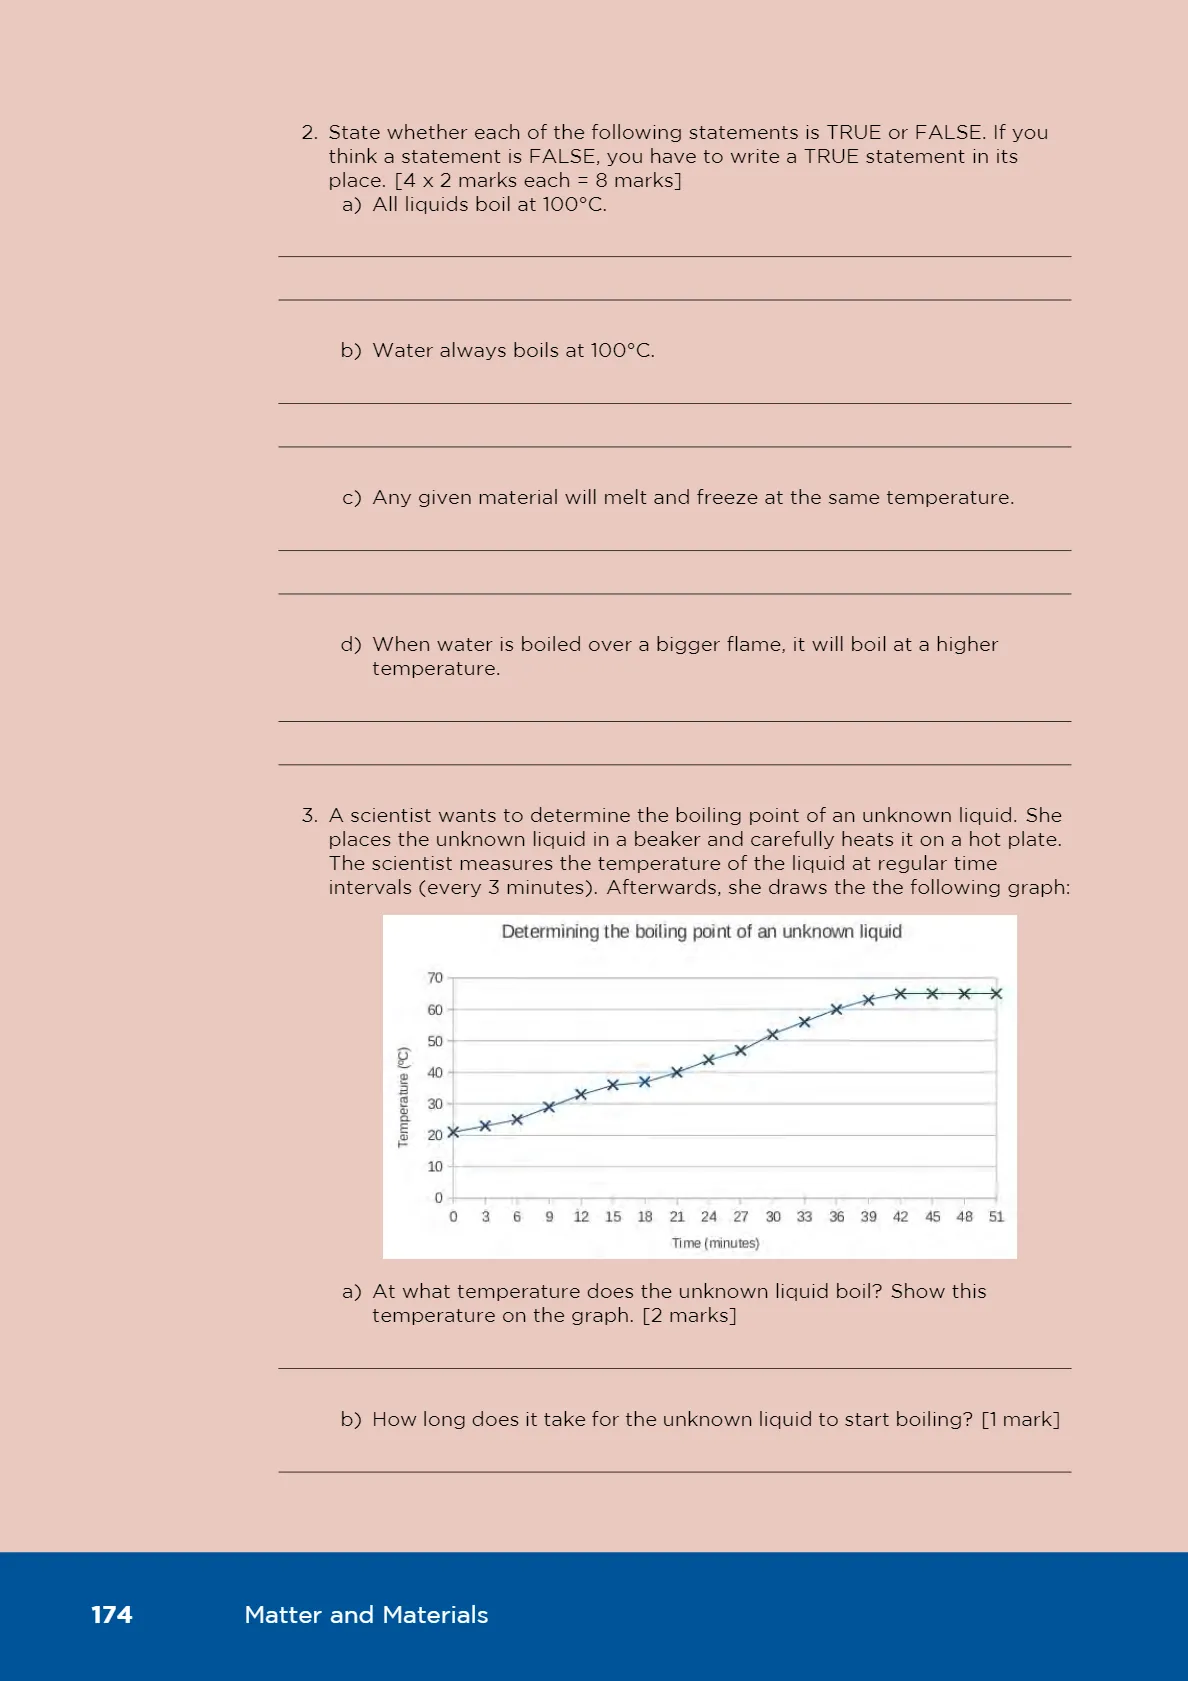 2. State whether each of the following statements is TRUE or FALSE. If you
think a statement is FALSE, you have to write a TRUE statement in its
place. [4 x 2 marks each = 8 marks]
a) All liquids boil at 100°C.
b) Water always boils at 100°C.
c) Any given material will melt and freeze at the same temperature.
d) When water is boiled over a bigger flame, it will boil at a higher
temperature.
3. A scientist wants to determine the boiling point of an unknown liquid. She
places the unknown liquid in a beaker and carefully heats it on a hot plate.
The scientist measures the temperature of the liquid at regular time
intervals (every 3 minutes). Afterwards, she draws the the following graph:
Determining the boiling point of an unknown liquid
70
60
50
40
30
20
10
0
Temperature (ºC)
0 3 6 9 12 15 18 21 24 27 30 33 36 39 42 45 48 51
Time (minutes)
a) At what temperature does the unknown liquid boil? Show this
temperature on the graph. [2 marks]
b) How long does it take for the unknown liquid to start boiling? [1 mark]
174 Matter and Materials